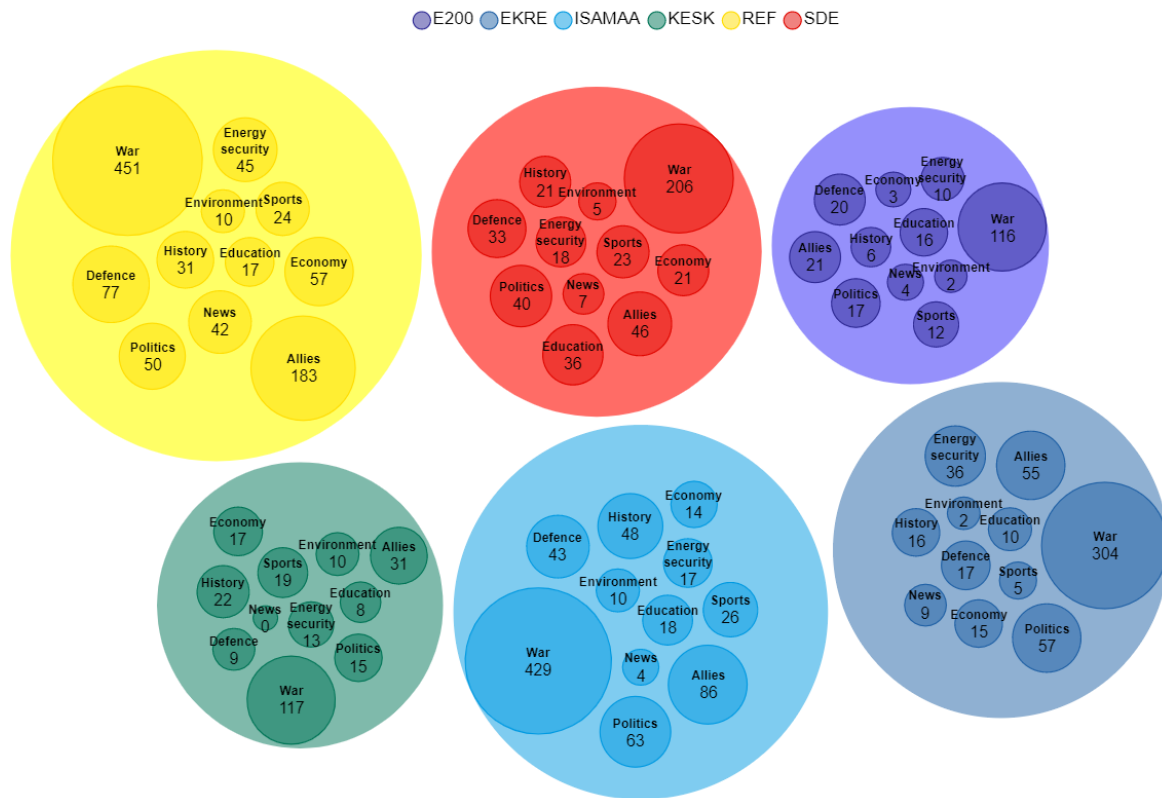 E200 EKRE ISAMAA KESK REF SDE
War
451
Energy
security
45
Environment
10
Sports
24
History
31
Education
17
Economy
57
Defence
77
News
42
Politics
50
Allies
183
History
21
Environment
5
War
206
Defence
33
Energy
security
18
Sports
23
Economy
21
Politics
40
News
7
Allies
46
Education
36
Defence
20
Economy
3
Energy
security
10
War
116
Education
16
Allies
21
History
6
News
4
Environment
2
Politics
17
Sports
12
Economy
17
Environment
10
Allies
31
Sports
19
History
22
News
0
Energy
security
13
Education
8
Defence
9
Politics
15
War
117
Economy
14
History
48
Defence
43
Energy
security
17
Environment
10
Education
18
Sports
26
War
429
News
4
Allies
86
Politics
63
Energy
security
36
Allies
55
Environment
2
Education
10
History
16
War
304
Defence
17
Sports
5
News
9
Economy
15
Politics
57